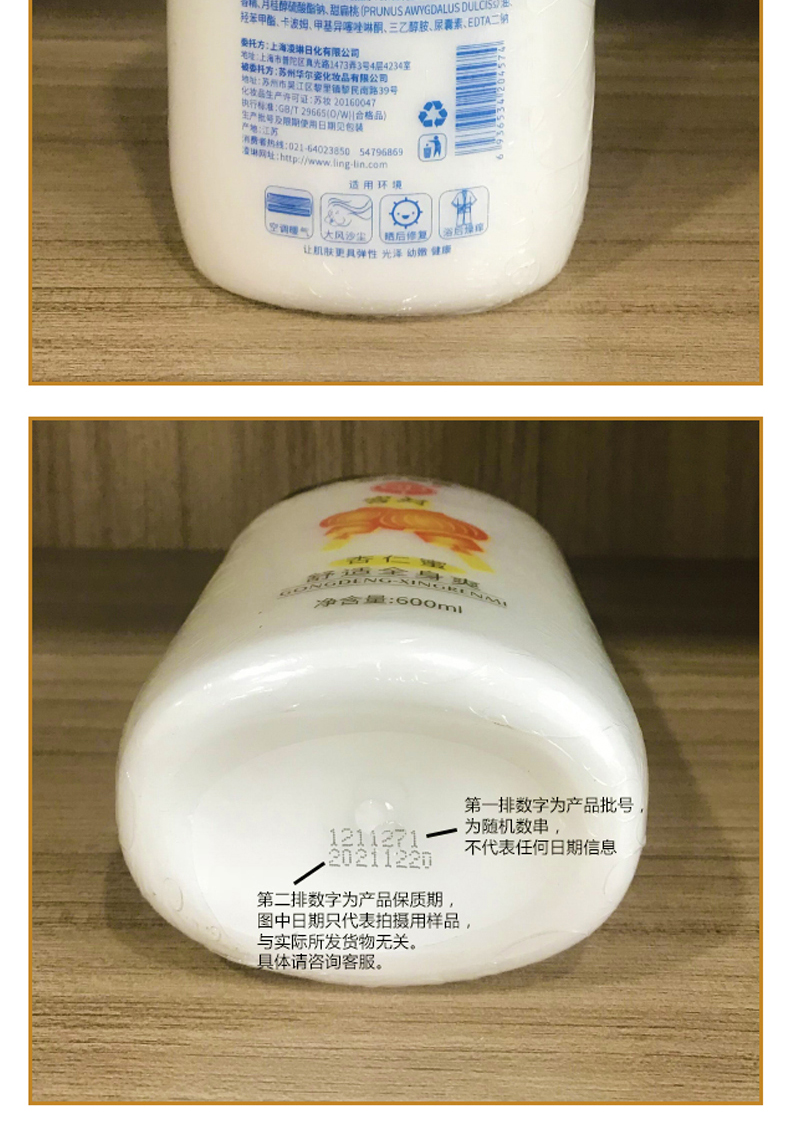 香精、月桂醇硫酸酯钠、甜扁桃(PRUNUS AWYGDALUS DULCIS)油、
羟苯甲酯、卡波姆、甲基异噻唑啉酮、三乙醇胺、尿囊素、EDTA二钠
委托方:上海凌琳日化有限公司
地址:上海市普陀区真光路1473弄3号4层4234室
被委托方:苏州华尔姿化妆品有限公司
地址:苏州市吴江区黎里镇黎民南路39号
化妆品生产许可证:苏妆 20160047
执行标准:GB/T 29665(O/W)(合格品)
生产批号及限期使用日期见包装
产地:江苏
消费者热线:021-64023850 54796869
凌琳网址:http://www.ling-lin.com
6936534204574
适用环境
空调暖气 大风沙尘 晒后修复 浴后操痒
让肌肤更具弹性 光泽 幼嫩 健康
宫灯
杏仁蜜
舒适全身爽
GONGDENG-XINGRENMI
净含量:600ml
第一排数字为产品批号,
为随机数串,
不代表任何日期信息
1211271
20211220
第二排数字为产品保质期,
图中日期只代表拍摄用样品,
与实际所发货物无关。
具体请咨询客服。